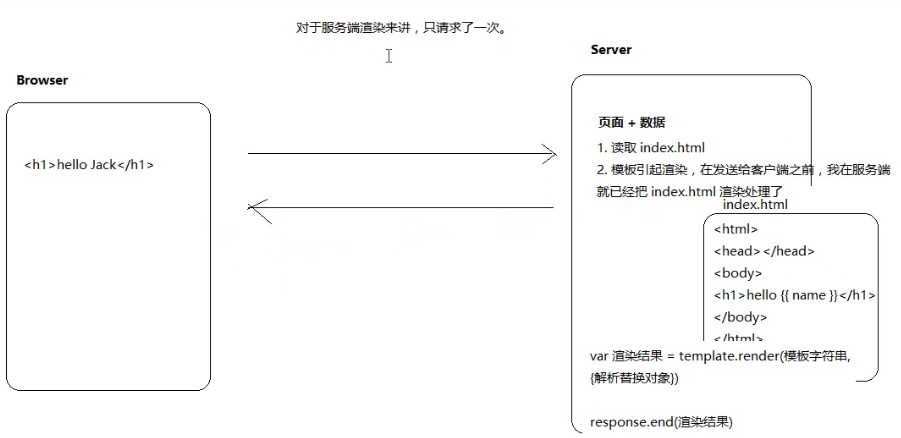 对于服务端渲染来讲，只请求了一次。
Server
Browser
页面 + 数据
<h1>hello Jack</h1>
1. 读取 index.html
2. 模板引起渲染，在发送给客户端之前，我在服务端
就已经把 index.html 渲染处理了
index.html
<html>
<head></head>
<body>
<h1>hello {{ name }}</h1>
</body>
</html>
var 渲染结果 = template.render(模板字符串,
{解析替换对象})
response.end(渲染结果)